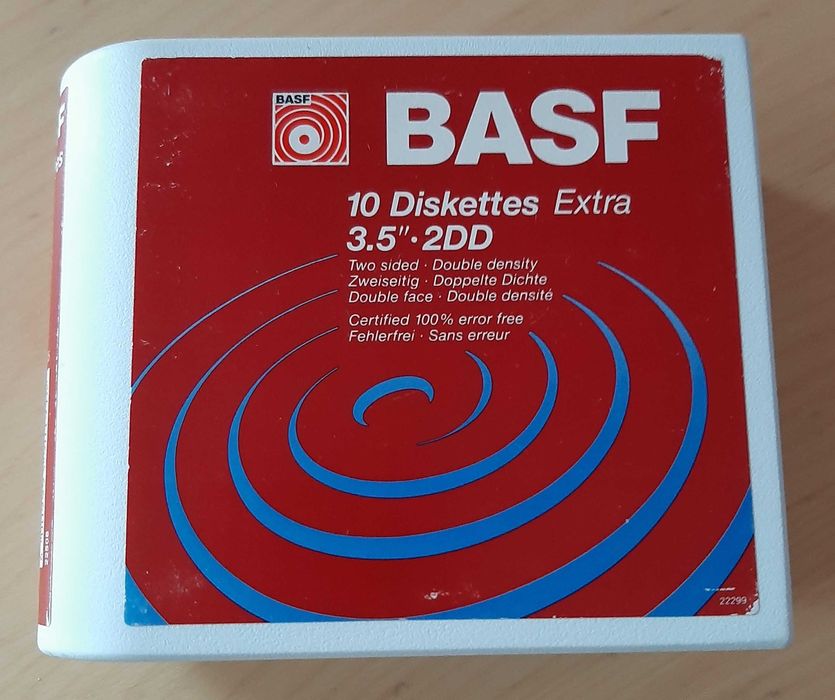 BASF
BASF
10 Diskettes Extra
3.5"·2DD
Two sided · Double density
Zweiseitig · Doppelte Dichte
Double face · Double densité
Certified 100% error free
Fehlerfrei · Sans erreur
22299